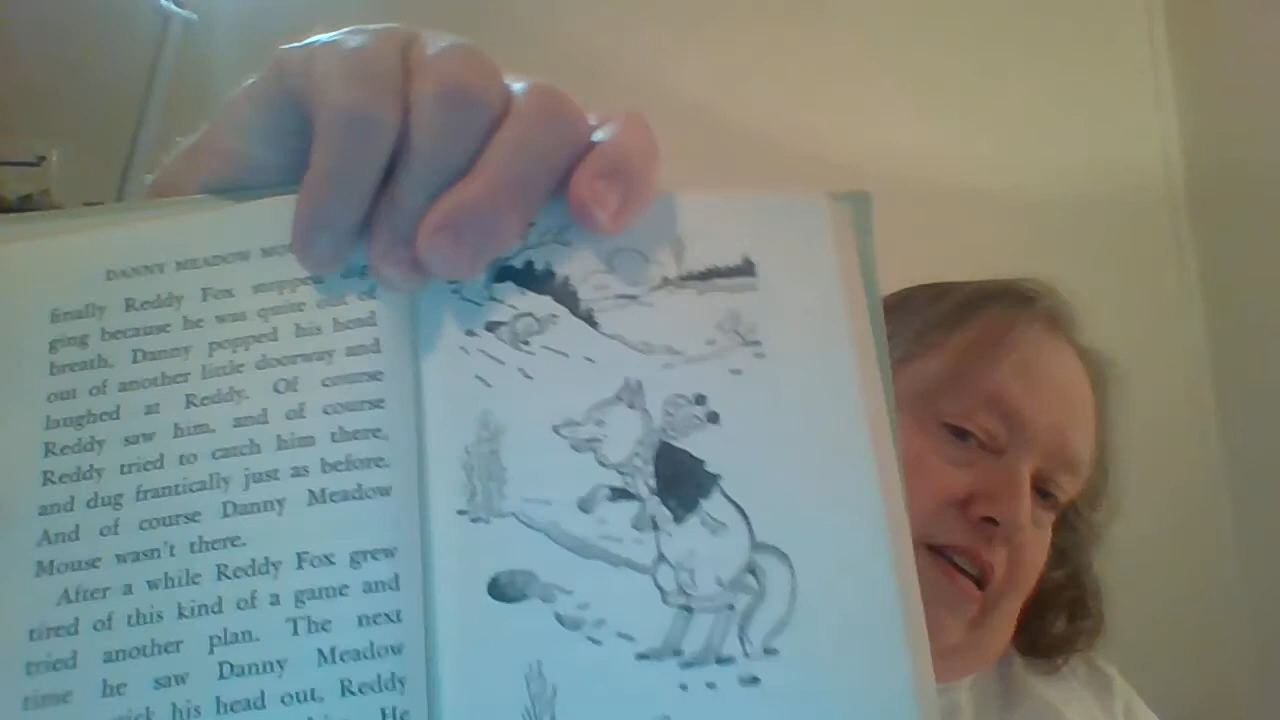 DANNY MEADOW
finally Reddy Fox stopped
ging because he was quite out of
breath, Danny popped his head
out of another little doorway and
laughed at Reddy. Of course
Reddy saw him, and of course
Reddy tried to catch him there,
and dug frantically just as before.
And of course Danny Meadow
Mouse wasn't there.
After a while Reddy Fox grew
tired of this kind of a game and
tried another plan. The next
time he saw Danny Meadow
his head out, Reddy
He